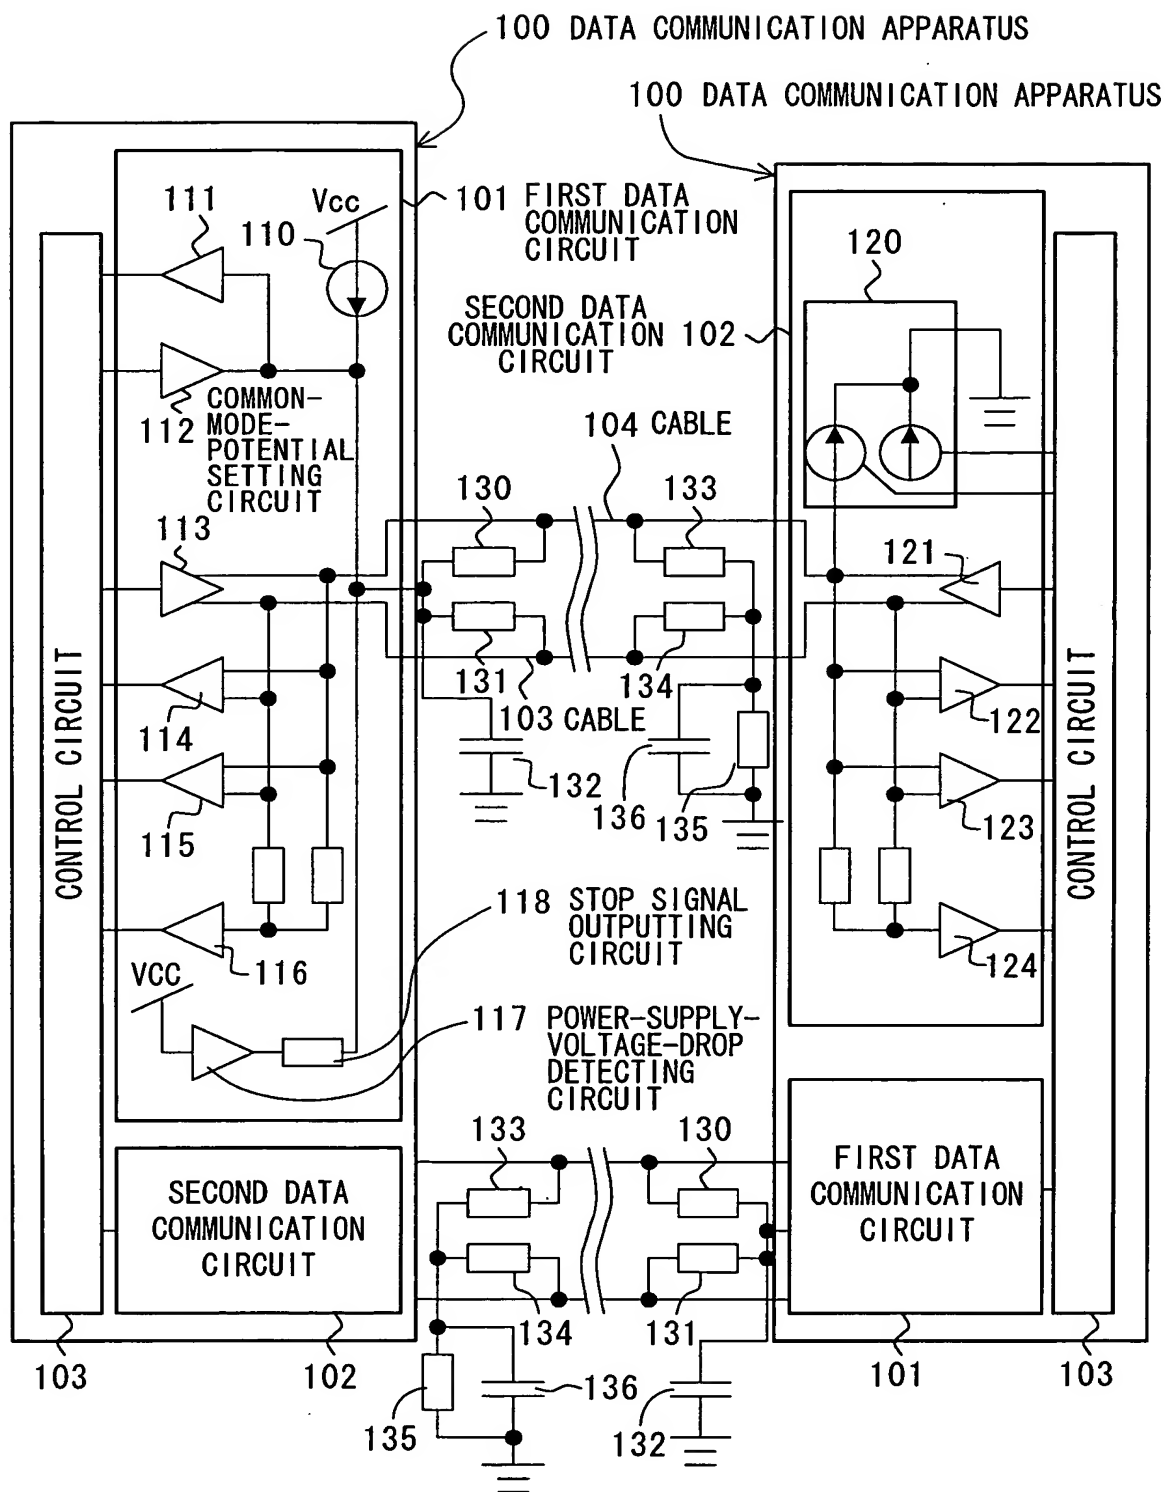 100 DATA COMMUNICATION APPARATUS
100 DATA COMMUNICATION APPARATUS
111
Vcc
110
101 FIRST DATA
COMMUNICATION
CIRCUIT
120
SECOND DATA
COMMUNICATION 102
CIRCUIT
112
COMMON-
MODE-
POTENTIAL
SETTING
CIRCUIT
104 CABLE
130
133
113
121
131
134
103 CABLE
114
122
132
136
135
115
123
CONTROL CIRCUIT
CONTROL CIRCUIT
118 STOP SIGNAL
OUTPUTTING
CIRCUIT
116
124
VCC
117 POWER-SUPPLY-
VOLTAGE-DROP
DETECTING
CIRCUIT
133
130
SECOND DATA
COMMUNICATION
CIRCUIT
FIRST DATA
COMMUNICATION
CIRCUIT
134
131
103
102
101
103
135
136
132